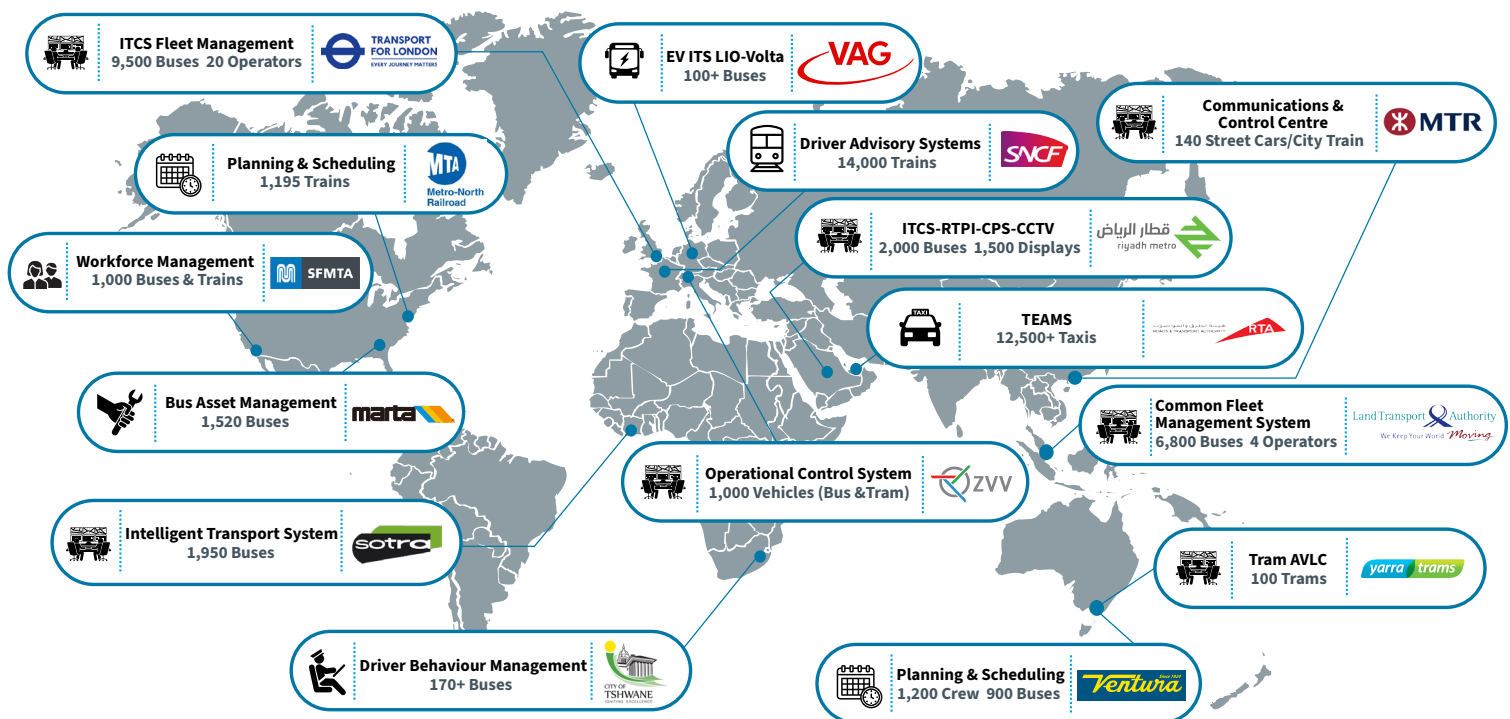 ITCS Fleet Management
9,500 Buses 20 Operators
TRANSPORT
FOR LONDON
EVERY JOURNEY MATTERS
EV ITS LIO-Volta
100+ Buses
VAG
Communications &
Control Centre
140 Street Cars/City Train
MTR
Planning & Scheduling
1,195 Trains
MTA
Metro-North
Railroad
Driver Advisory Systems
14,000 Trains
SNCF
ITCS-RTPI-CPS-CCTV
2,000 Buses 1,500 Displays
قطار الرياض
riyadh metro
Workforce Management
1,000 Buses & Trains
SFMTA
TAXI
TEAMS
12,500+ Taxis
ROADS & TRANSPORT AUTHORITY
RTA
Bus Asset Management
1,520 Buses
marta
Common Fleet
Management System
6,800 Buses 4 Operators
Land Transport Authority
We Keep Your World Moving
Operational Control System
1,000 Vehicles (Bus &Tram)
ZVV
Intelligent Transport System
1,950 Buses
sotra
Tram AVLC
100 Trams
yarra trams
Driver Behaviour Management
170+ Buses
CITY OF
TSHWANE
IGNITING EXCELLENCE
Planning & Scheduling
1,200 Crew 900 Buses
Since 1924
Ventura